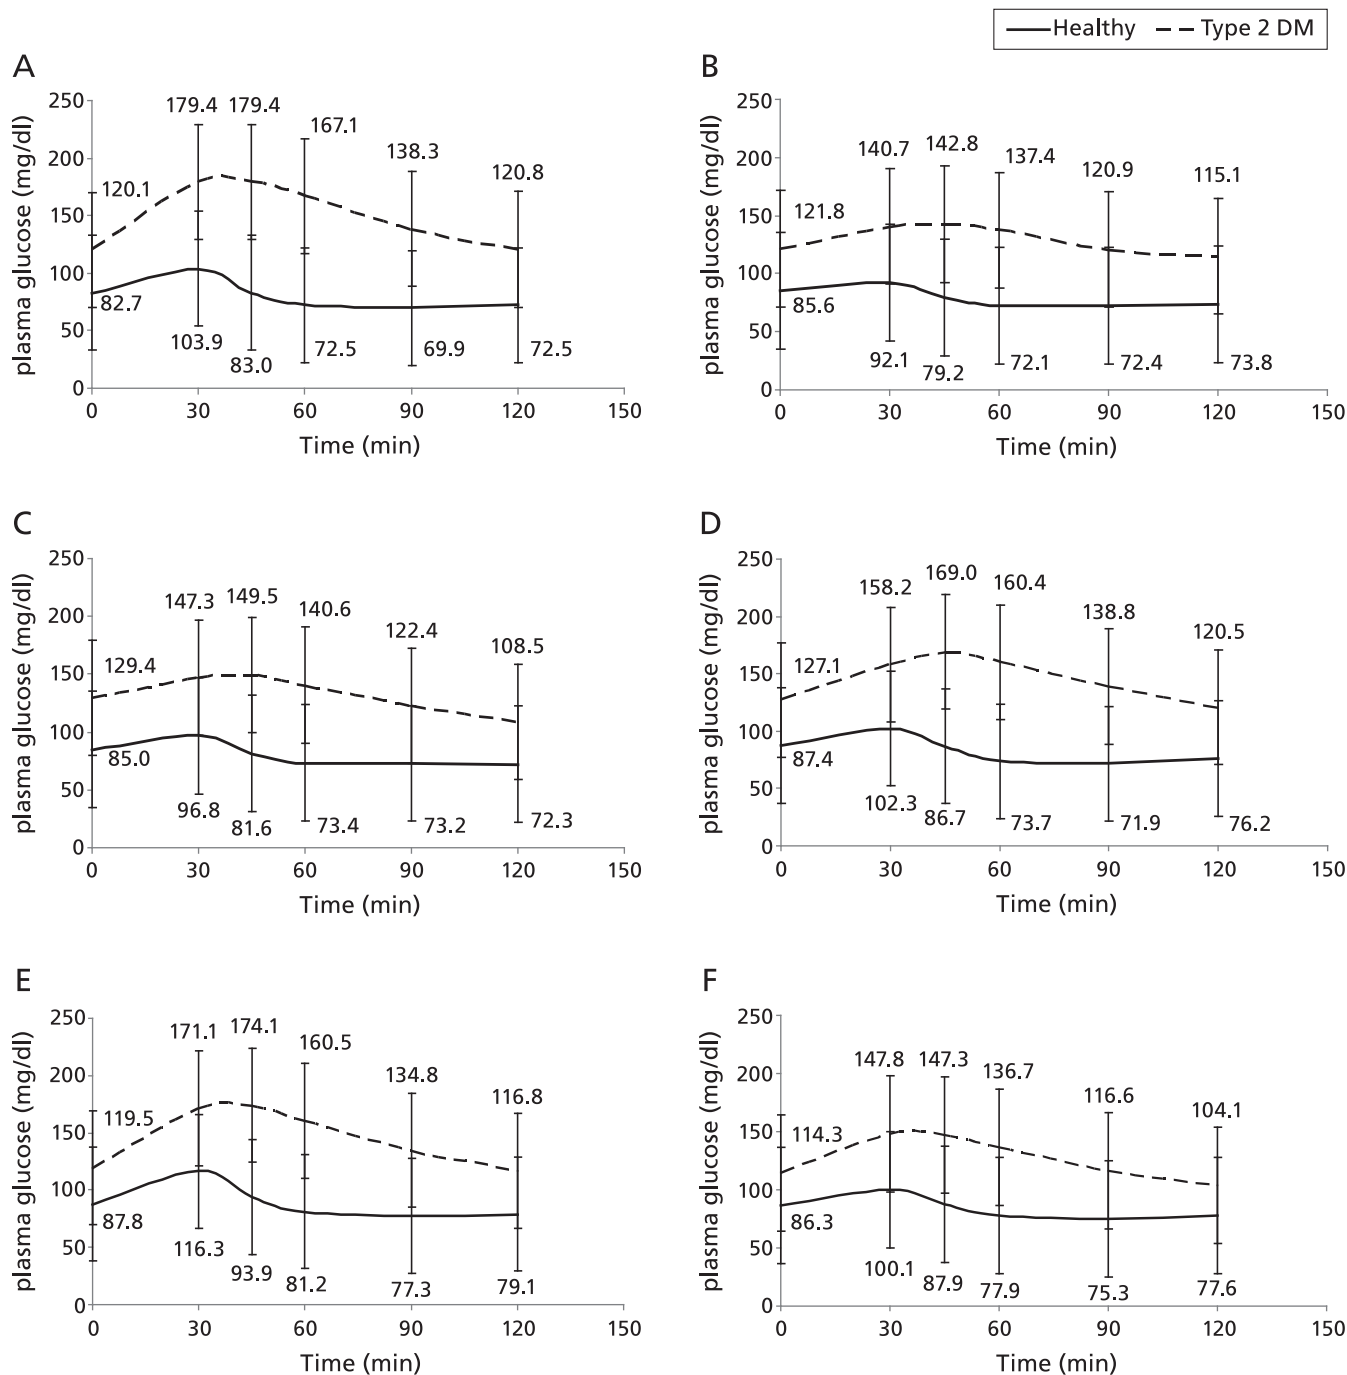 Healthy Type 2 DM
A
plasma glucose (mg/dl)
250
200
150
100
50
0
179.4 179.4 167.1 138.3 120.8
120.1
82.7
103.9 83.0 72.5 69.9 72.5
0 30 60 90 120 150
Time (min)
B
plasma glucose (mg/dl)
250
200
150
100
50
0
140.7 142.8 137.4 120.9 115.1
121.8
85.6
92.1 79.2 72.1 72.4 73.8
0 30 60 90 120 150
Time (min)
C
plasma glucose (mg/dl)
250
200
150
100
50
0
147.3 149.5 140.6 122.4 108.5
129.4
85.0
96.8 81.6 73.4 73.2 72.3
0 30 60 90 120 150
Time (min)
D
plasma glucose (mg/dl)
250
200
150
100
50
0
158.2 169.0 160.4 138.8 120.5
127.1
87.4
102.3 86.7 73.7 71.9 76.2
0 30 60 90 120 150
Time (min)
E
plasma glucose (mg/dl)
250
200
150
100
50
0
171.1 174.1 160.5 134.8 116.8
119.5
87.8
116.3 93.9 81.2 77.3 79.1
0 30 60 90 120 150
Time (min)
F
plasma glucose (mg/dl)
250
200
150
100
50
0
147.8 147.3 136.7 116.6 104.1
114.3
86.3
100.1 87.9 77.9 75.3 77.6
0 30 60 90 120 150
Time (min)